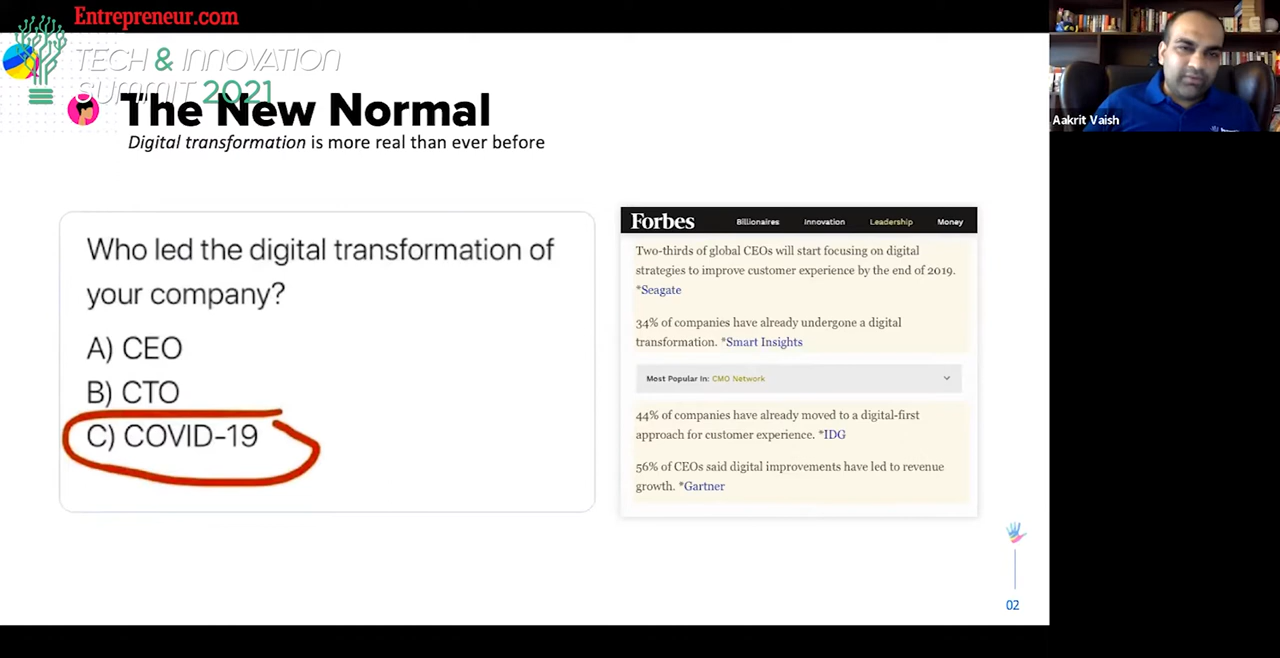 Entrepreneur.com
TECH & INNOVATION
SUMMIT 2021
The New Normal
Digital transformation is more real than ever before
Who led the digital transformation of
your company?
A) CEO
B) CTO
C) COVID-19
Forbes
Billionaires Innovation Leadership Money
Two-thirds of global CEOs will start focusing on digital
strategies to improve customer experience by the end of 2019.
*Seagate
34% of companies have already undergone a digital
transformation. *Smart Insights
Most Popular In: CMO Network
44% of companies have already moved to a digital-first
approach for customer experience. *IDG
56% of CEOs said digital improvements have led to revenue
growth. *Gartner
02
Aakrit Vaish